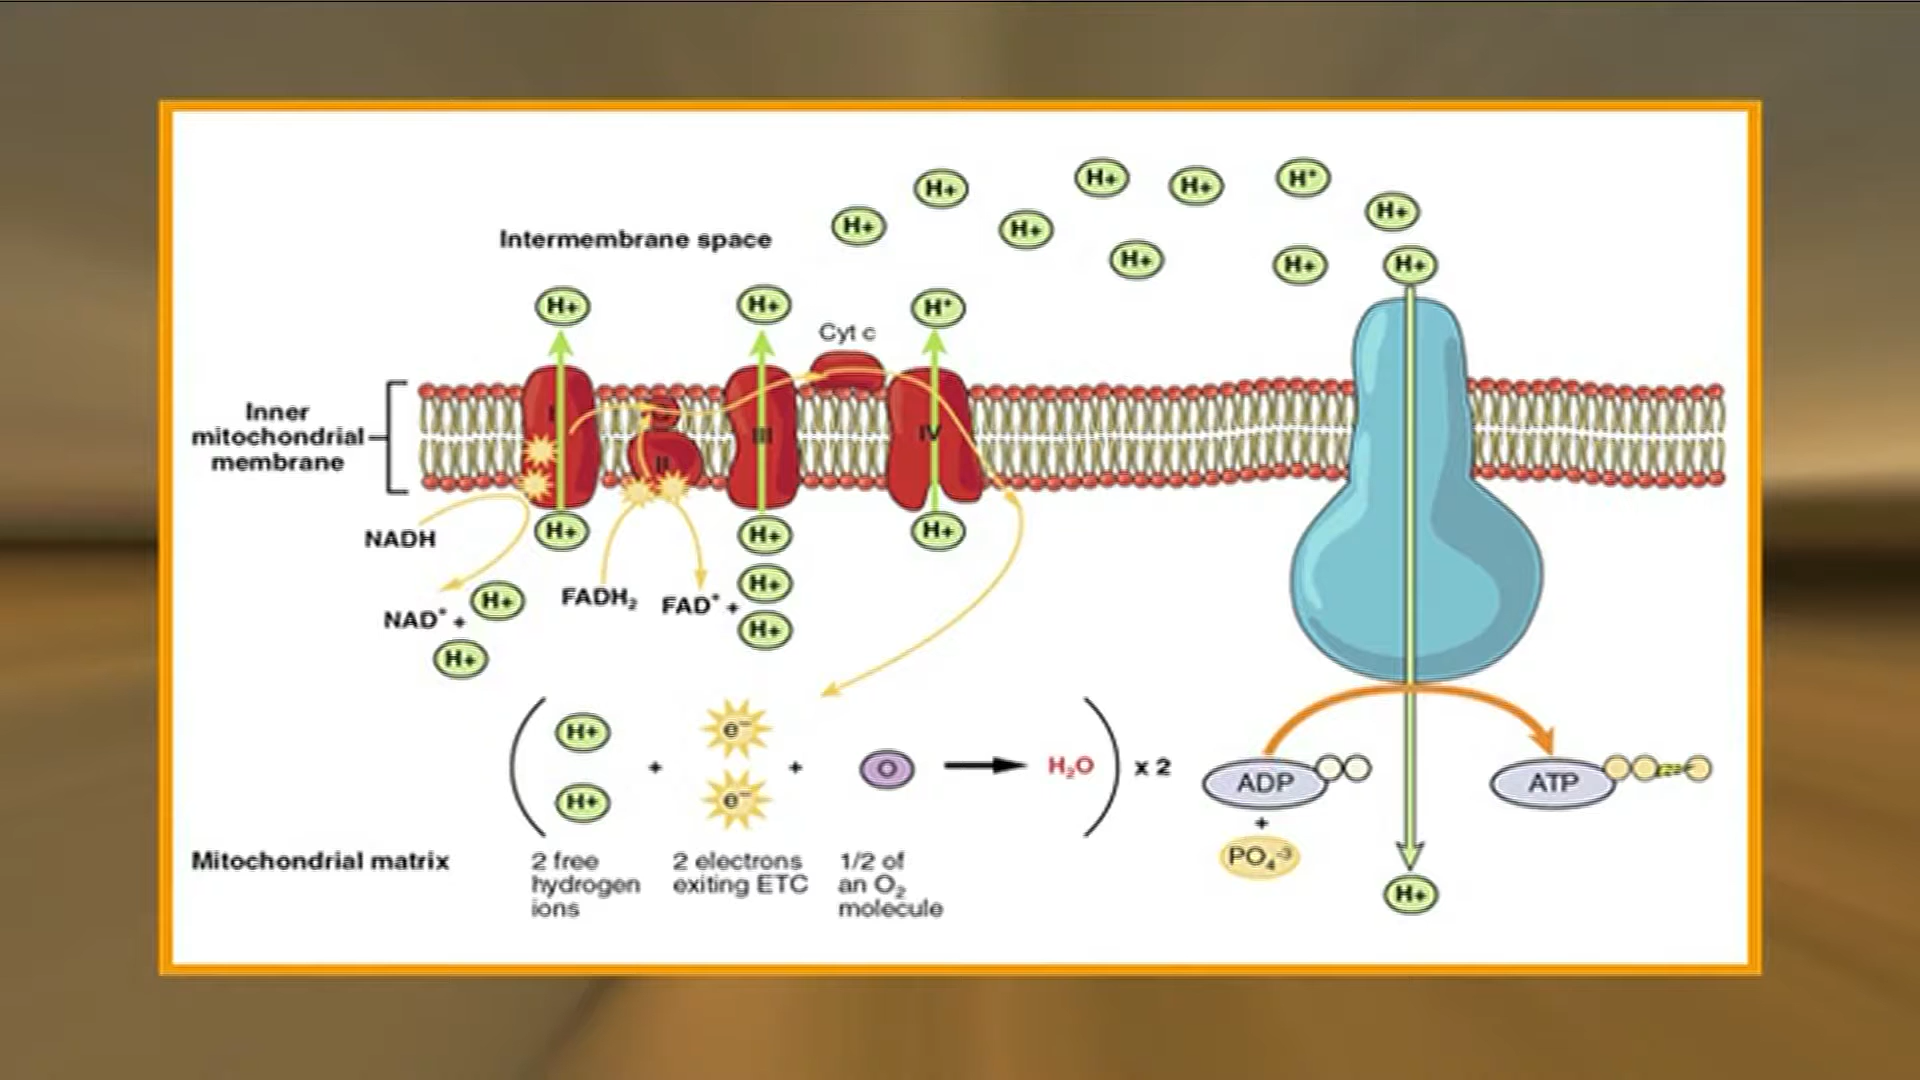 H+ H+ H+ H⁺
H+ H+ H+
Intermembrane space
H+ H+ H+
H+ H+ H⁺
Cyt c
Inner
mitochondrial
membrane
I
II
III
IV
H+ H+ H+
NADH
H+
FADH₂
FAD⁺ +
H+
NAD⁺ +
H+
H+
H+ e⁻
+ + O H₂O x 2
H+ e⁻
ADP
ATP
+
PO₄⁻³
Mitochondrial matrix
2 free
hydrogen
ions
2 electrons
exiting ETC
1/2 of
an O₂
molecule
H+